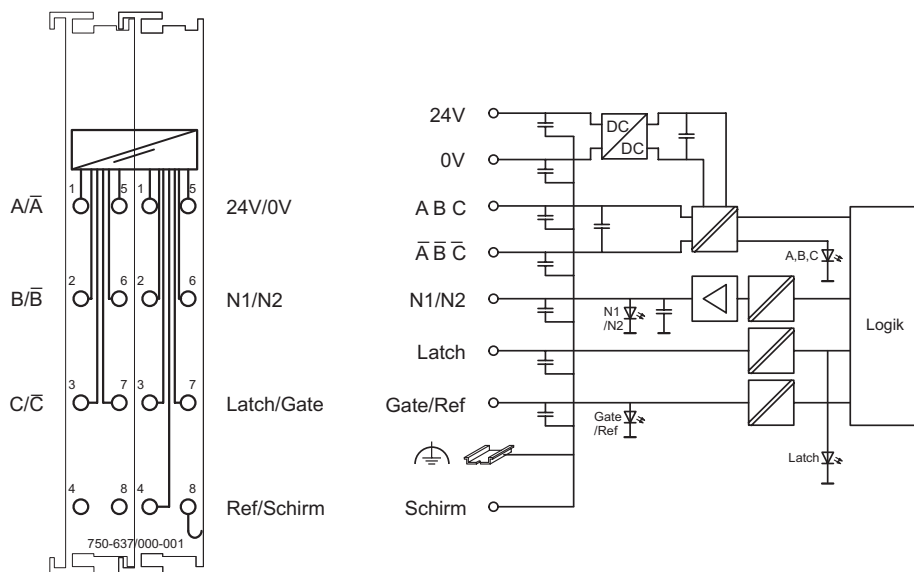 1 5 1 5
A/A̅ 24V/0V
2 6 2 6
B/B̅ N1/N2
3 7 3 7
C/C̅ Latch/Gate
4 8 4 8
Ref/Schirm
750-637/000-001
24V
DC
DC
0V
A B C
A̅ B̅ C̅
A,B,C
N1/N2
N1
/N2
Logik
Latch
Gate/Ref
Gate
/Ref
Latch
Schirm